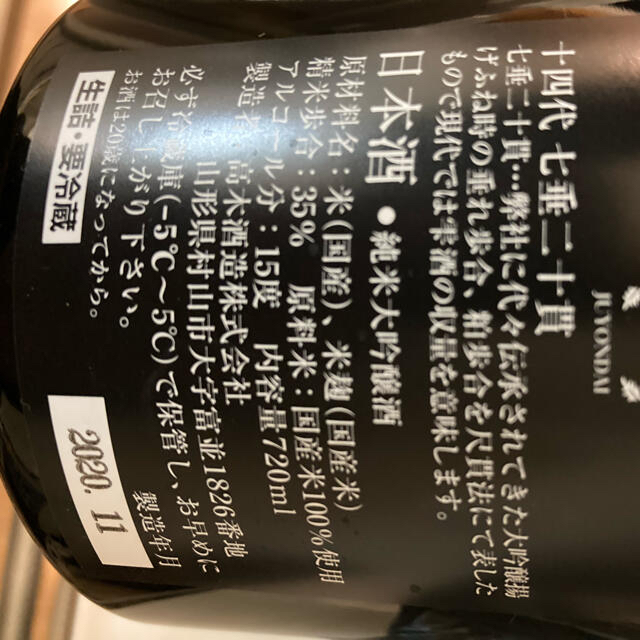 十四代 七垂二十貫
七垂二十貫…弊社に代々伝承されてきた大吟醸揚
げふね時の垂れ歩合、粕歩合を尺貫法にて表した
もので現代では雫酒の収量を意味します。
日本酒 ●純米大吟醸酒
原材料名：米(国産)、米麹(国産米)
精米歩合：35% 原料米：国産米100%使用
アルコール分：15度 内容量720ml
製造者 高木酒造株式会社
山形県村山市大字富並1826番地
必ず冷蔵庫(-5℃～5℃)で保管し、お早めに
お召し上がり下さい。
お酒は20歳になってから。
生詰・要冷蔵
製造年月
2020. 11
JUYONDAI